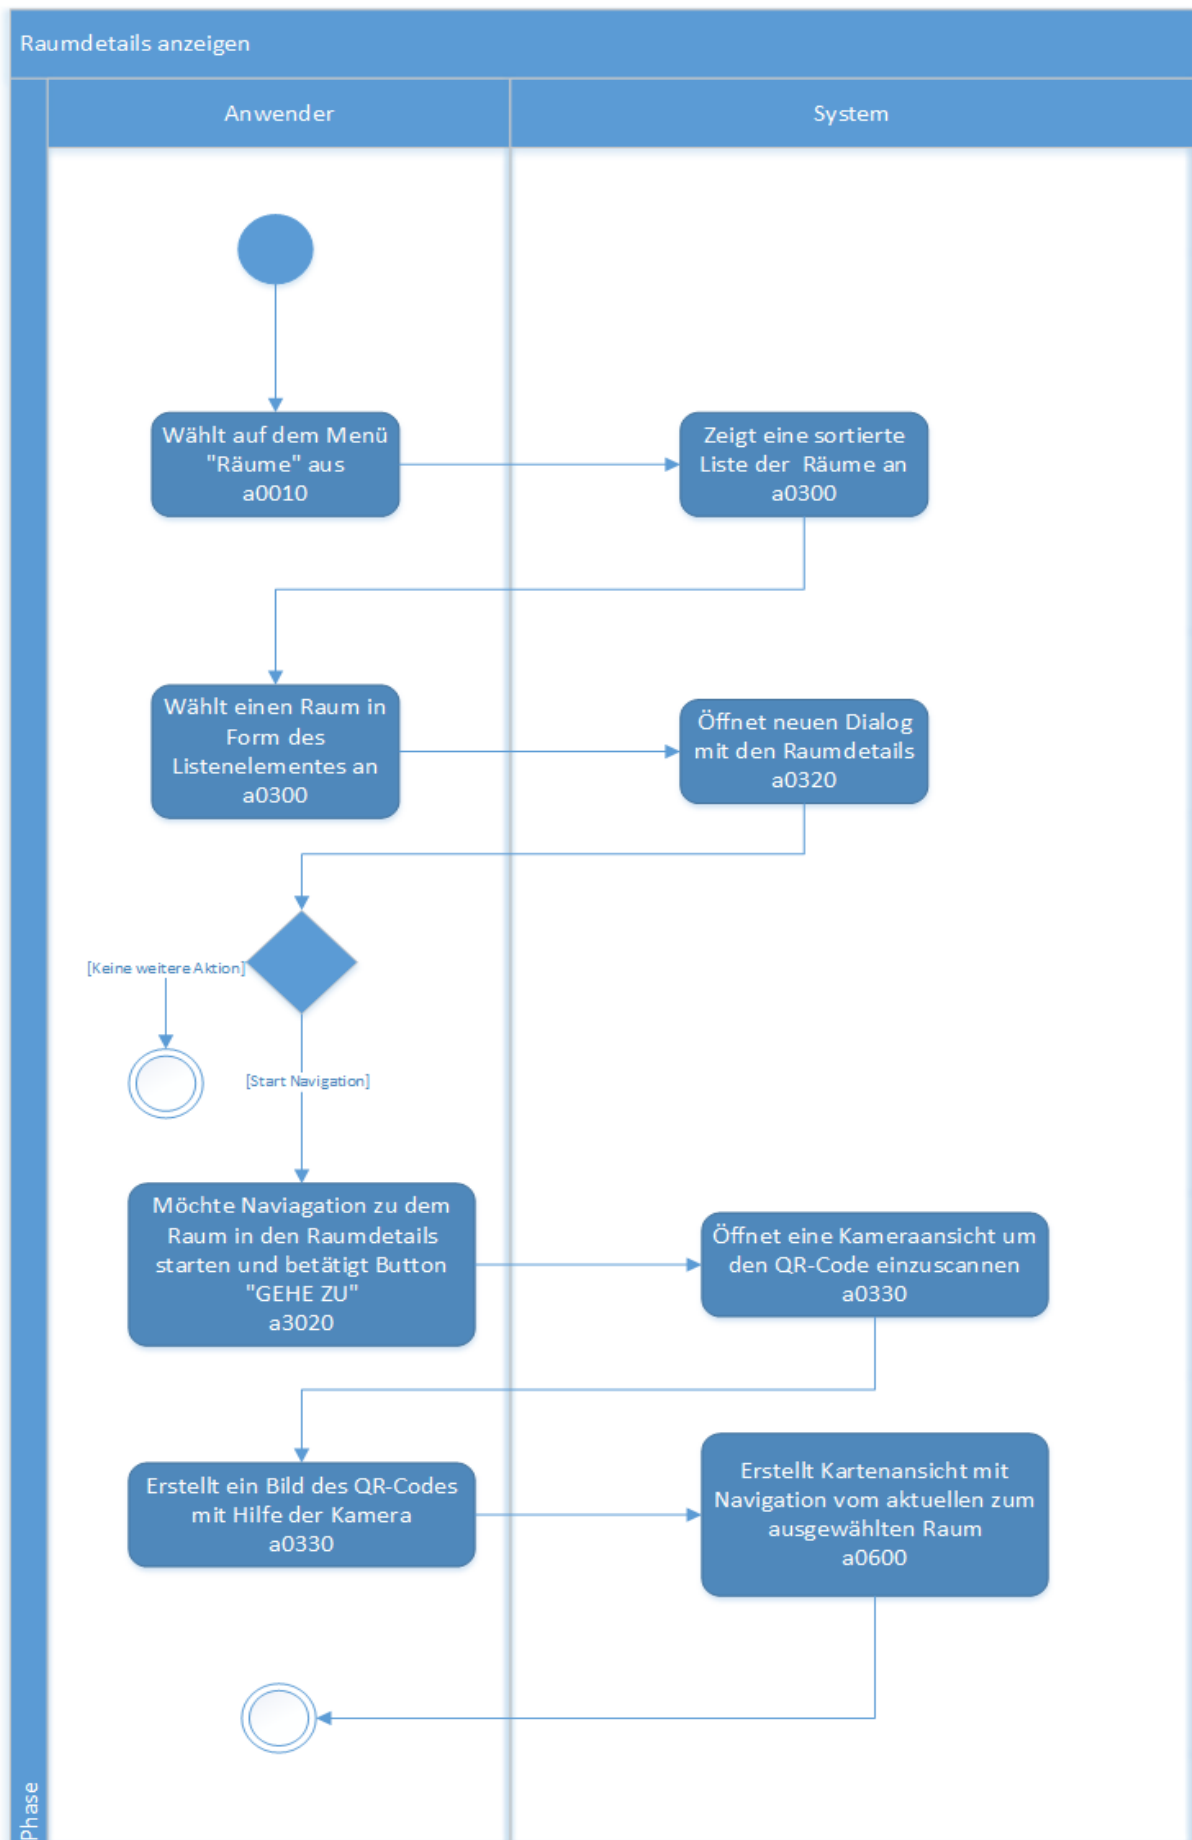 Raumdetails anzeigen
Anwender
System
Wählt auf dem Menü
"Räume" aus
a0010
Zeigt eine sortierte
Liste der Räume an
a0300
Wählt einen Raum in
Form des
Listenelementes an
a0300
Öffnet neuen Dialog
mit den Raumdetails
a0320
[Keine weitere Aktion]
[Start Navigation]
Möchte Naviagation zu dem
Raum in den Raumdetails
starten und betätigt Button
"GEHE ZU"
a3020
Öffnet eine Kameraansicht um
den QR-Code einzuscannen
a0330
Erstellt ein Bild des QR-Codes
mit Hilfe der Kamera
a0330
Erstellt Kartenansicht mit
Navigation vom aktuellen zum
ausgewählten Raum
a0600
Phase